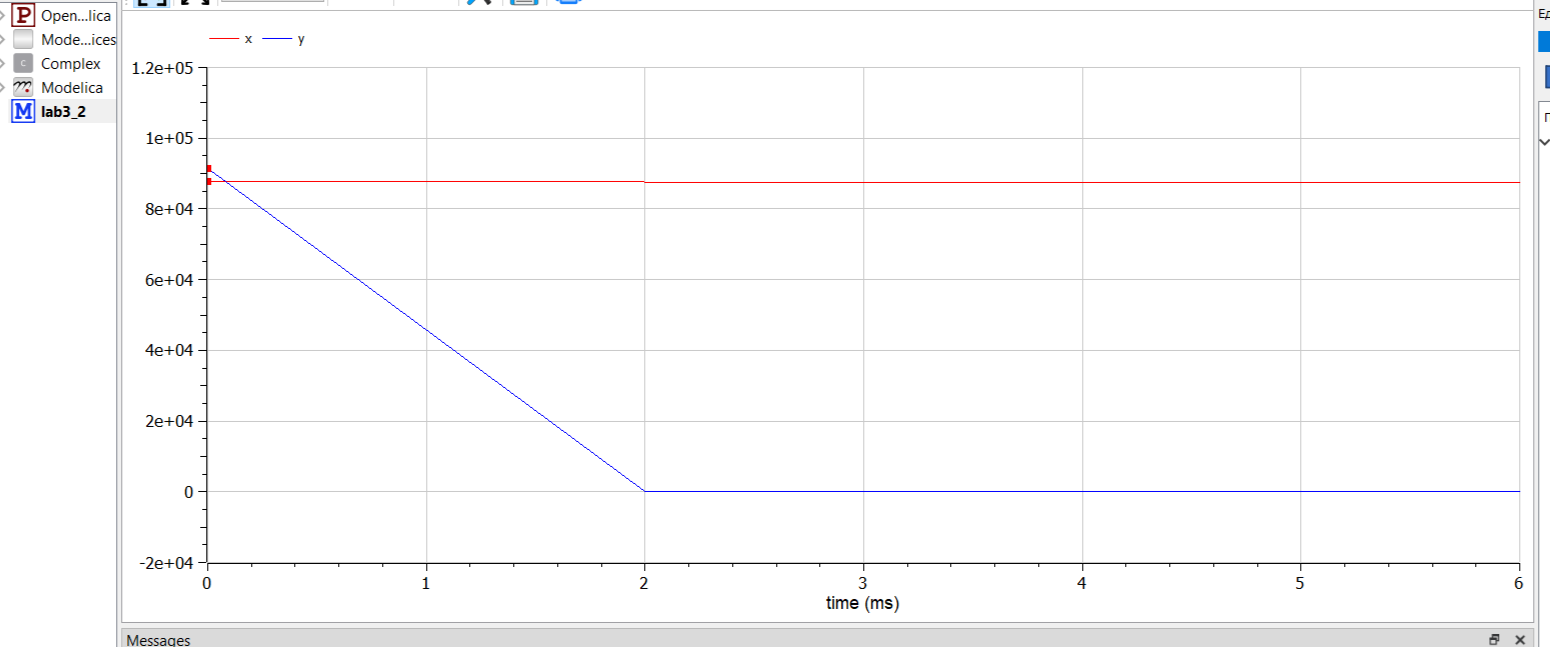 Open...lica
Mode...ices
Complex
Modelica
lab3_2
x y
1.2e+05
1e+05
8e+04
6e+04
4e+04
2e+04
0
-2e+04
0 1 2 3 4 5 6
time (ms)
Messages